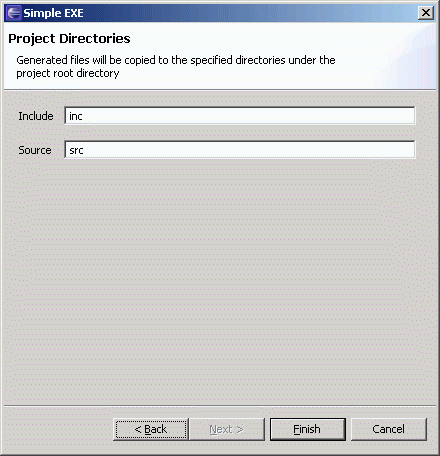 Simple EXE
Project Directories
Generated files will be copied to the specified directories under the
project root directory
Include inc
Source src
< Back Next > Finish Cancel